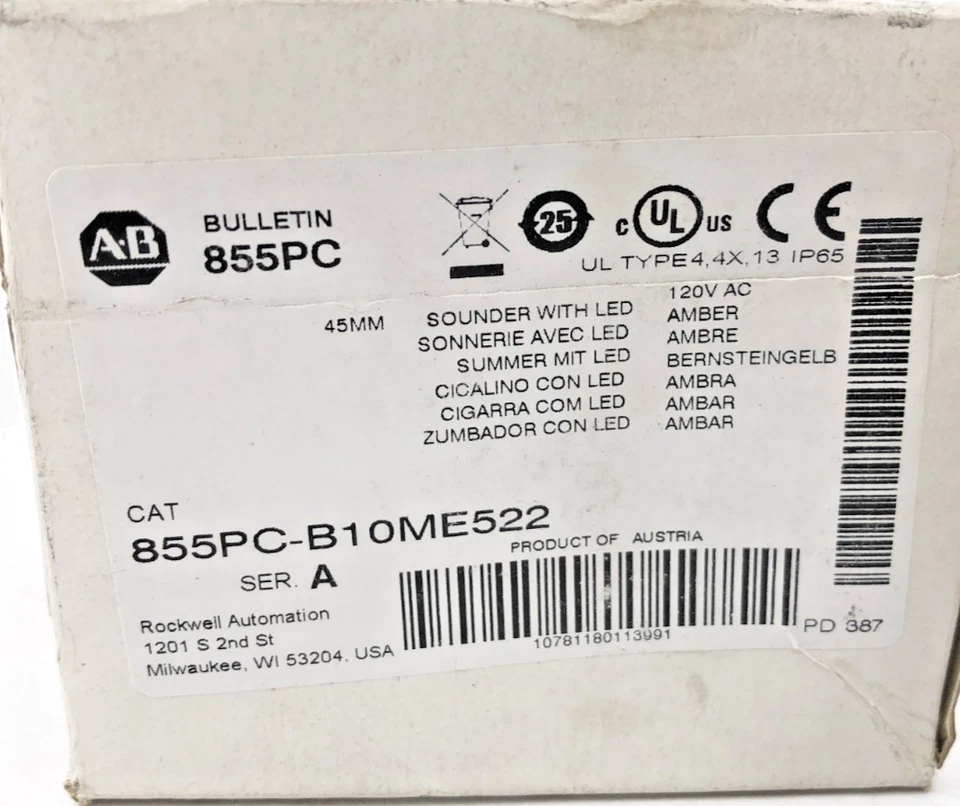 A-B
BULLETIN
855PC
25
C UL US CE
UL TYPE 4, 4X, 13 IP65
120V AC
45MM SOUNDER WITH LED AMBER
SONNERIE AVEC LED AMBRE
SUMMER MIT LED BERNSTEINGELB
CICALINO CON LED AMBRA
CIGARRA COM LED AMBAR
ZUMBADOR CON LED AMBAR
CAT
855PC-B10ME522
SER. A
PRODUCT OF AUSTRIA
Rockwell Automation
1201 S 2nd St
Milwaukee, WI 53204. USA
10781180113991
PD 387